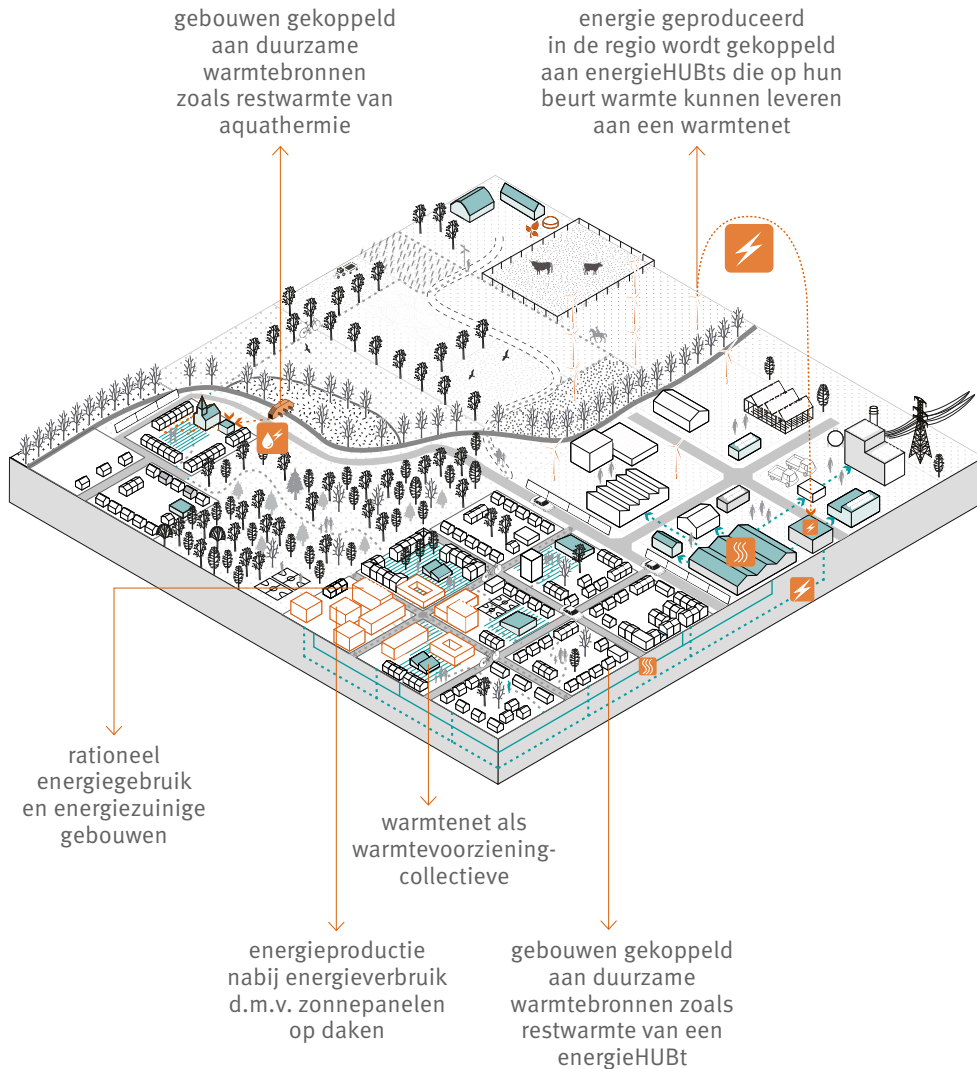 gebouwen gekoppeld
aan duurzame
warmtebronnen
zoals restwarmte van
aquathermie
energie geproduceerd
in de regio wordt gekoppeld
aan energieHUBts die op hun
beurt warmte kunnen leveren
aan een warmtenet
rationeel
energiegebruik
en energiezuinige
gebouwen
warmtenet als
warmtevoorziening-
collectieve
energieproductie
nabij energieverbruik
d.m.v. zonnepanelen
op daken
gebouwen gekoppeld
aan duurzame
warmtebronnen zoals
restwarmte van een
energieHUBt